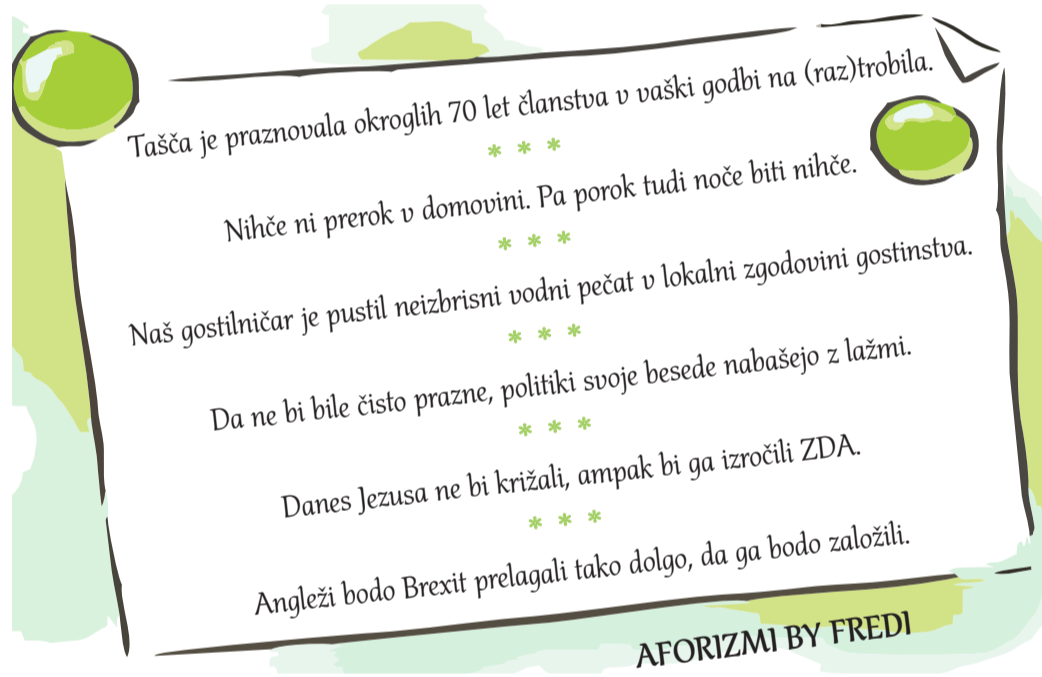 Tašča je praznovala okroglih 70 let članstva v vaški godbi na (raz)trobila.
* * *
Nihče ni prerok v domovini. Pa porok tudi noče biti nihče.
* * *
Naš gostilničar je pustil neizbrisni vodni pečat v lokalni zgodovini gostinstva.
* * *
Da ne bi bile čisto prazne, politiki svoje besede nabašejo z lažmi.
* * *
Danes Jezusa ne bi križali, ampak bi ga izročili ZDA.
* * *
Angleži bodo Brexit prelagali tako dolgo, da ga bodo založili.
AFORIZMI BY FREDI